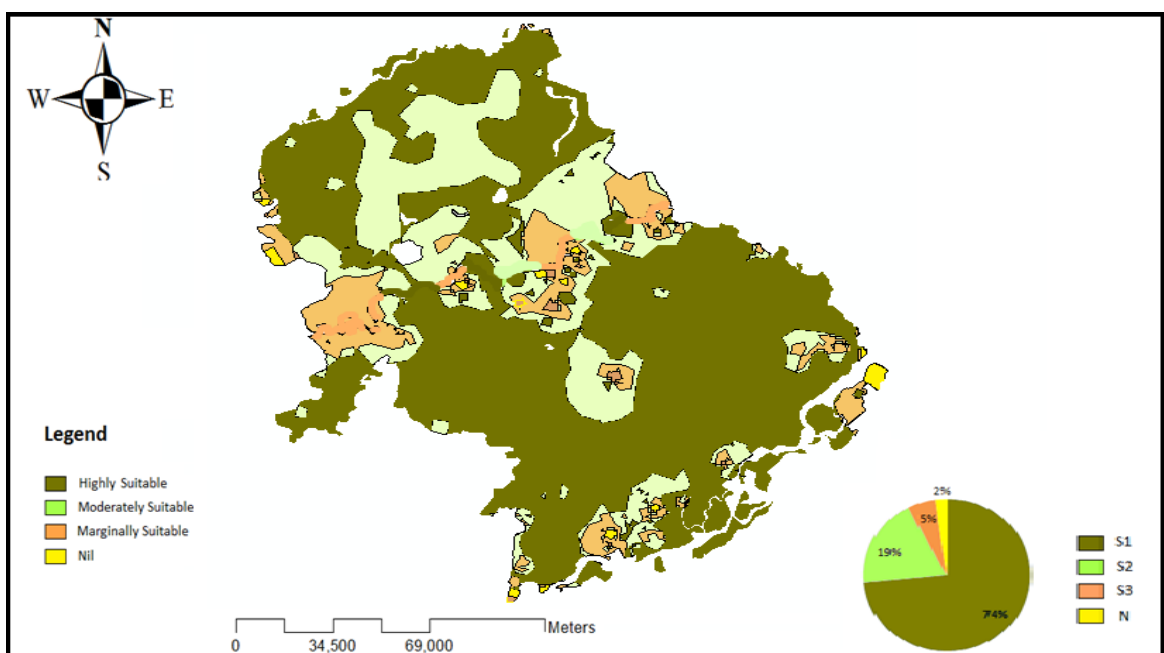 N
W E
S
Legend
Highly Suitable
Moderately Suitable
Marginally Suitable
Nil
Meters
0 34,500 69,000
2%
5%
19%
74%
S1
S2
S3
N